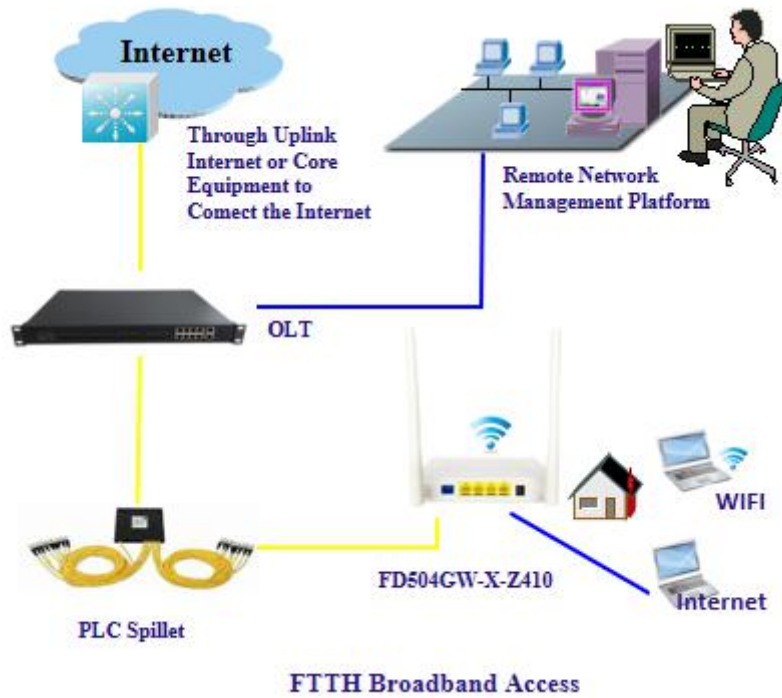 Internet
Through Uplink
Internet or Core
Equipment to
Comect the Internet
Remote Network
Management Platform
OLT
FD504GW-X-Z410
WIFI
Internet
PLC Spillet
FTTH Broadband Access